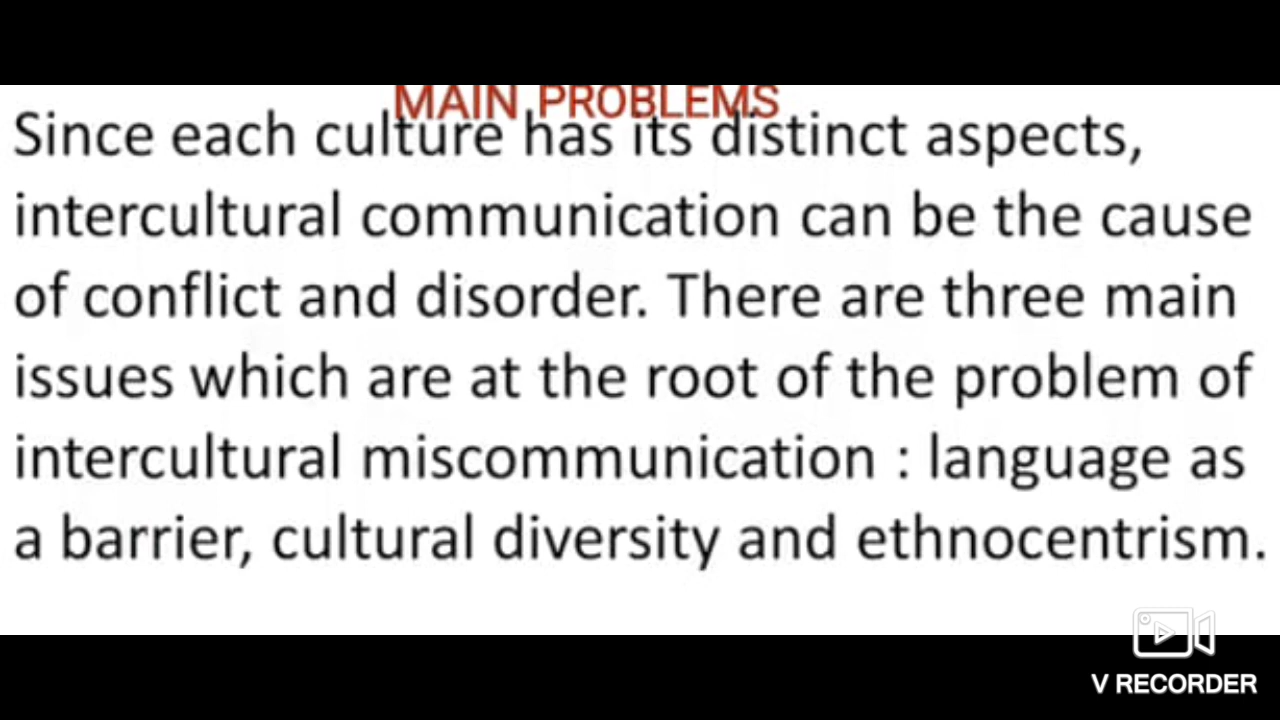 MAIN PROBLEMS
Since each culture has its distinct aspects,
intercultural communication can be the cause
of conflict and disorder. There are three main
issues which are at the root of the problem of
intercultural miscommunication : language as
a barrier, cultural diversity and ethnocentrism.
V RECORDER